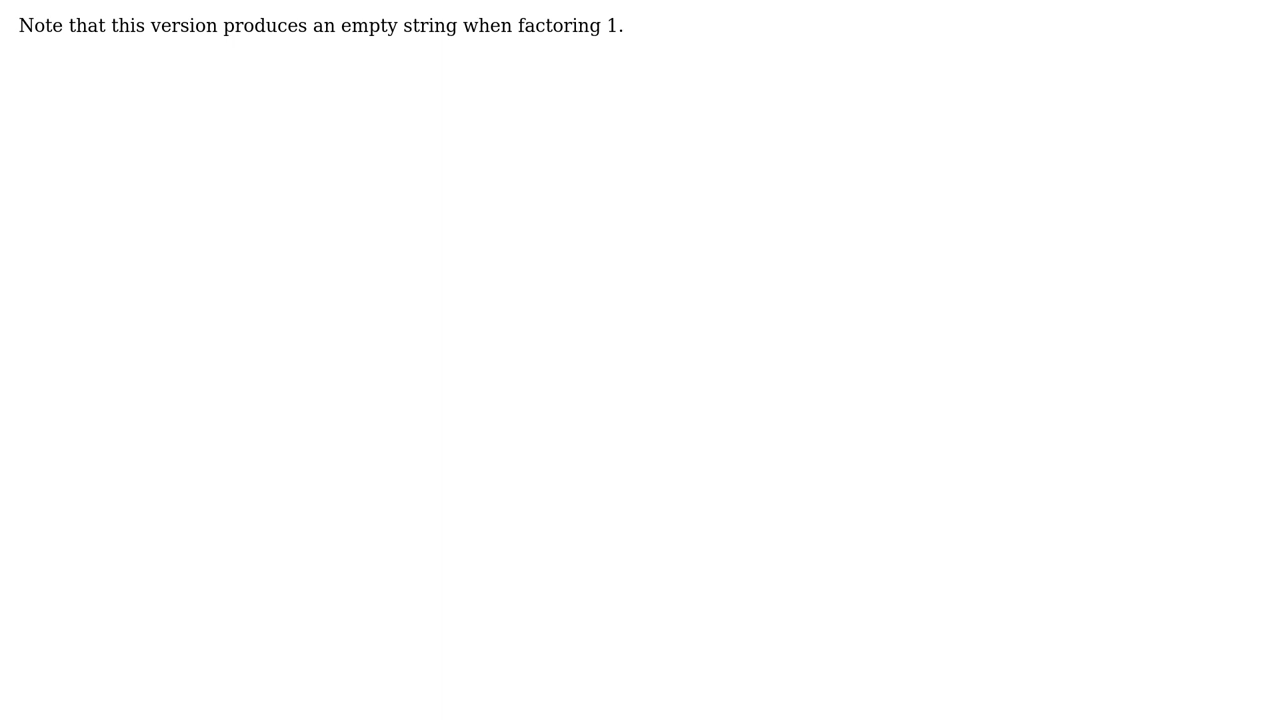 Note that this version produces an empty string when factoring 1.